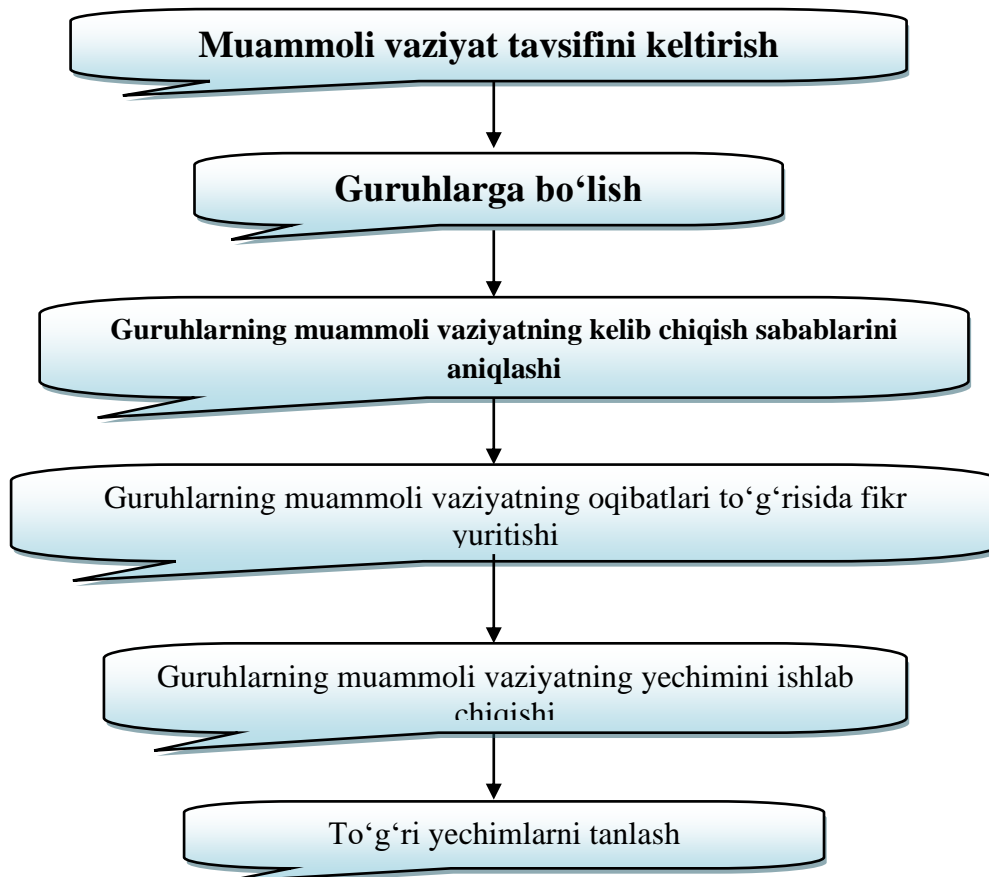 Muammoli vaziyat tavsifini keltirish
Guruhlarga bo‘lish
Guruhlarning muammoli vaziyatning kelib chiqish sabablarini
aniqlashi
Guruhlarning muammoli vaziyatning oqibatlari to‘g‘risida fikr
yuritishi
Guruhlarning muammoli vaziyatning yechimini ishlab
chiqishi
To‘g‘ri yechimlarni tanlash